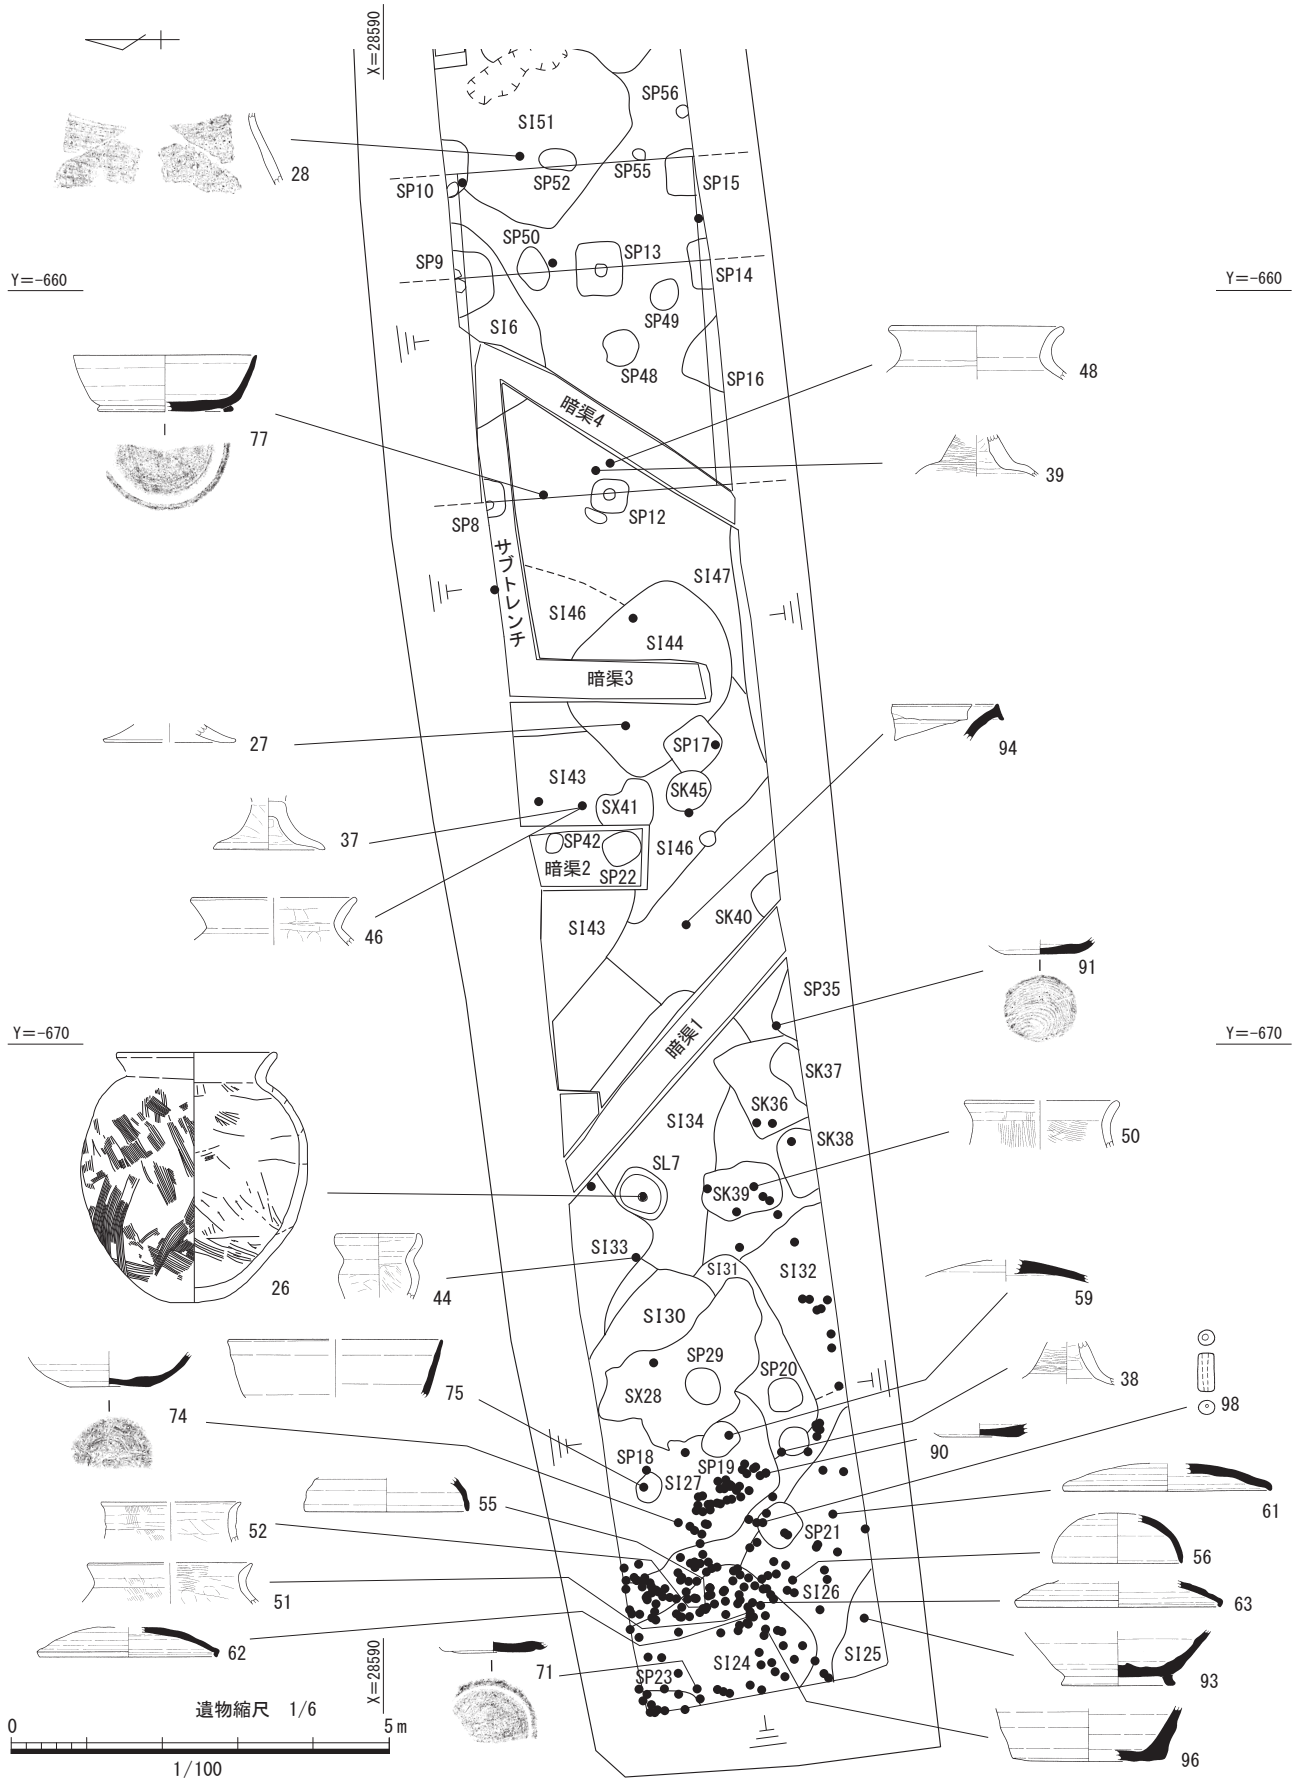 X=28590
SP56
SI51
28
SP52
SP55
SP10
SP15
SP50
SP13
SP9
SP14
Y=-660
Y=-660
SP49
SI6
SP48
SP16
48
暗渠4
77
39
SP12
SP8
サブトレンチ
SI47
SI46
SI44
暗渠3
27
SP17
94
SI43
SK45
SX41
37
SP42
SI46
暗渠2
SP22
46
SK40
SI43
91
SP35
Y=-670
Y=-670
暗渠1
SK37
SK36
SI34
50
SK38
SL7
SK39
SI33
SI31
SI32
26
44
59
SI30
SP29
SP20
38
SX28
75
98
74
90
SP18
SP19
SI27
55
61
52
SP21
56
SI26
51
63
62
SI25
71
X=28590
SI24
SP23
93
遺物縮尺 1/6
0
5m
1/100
96